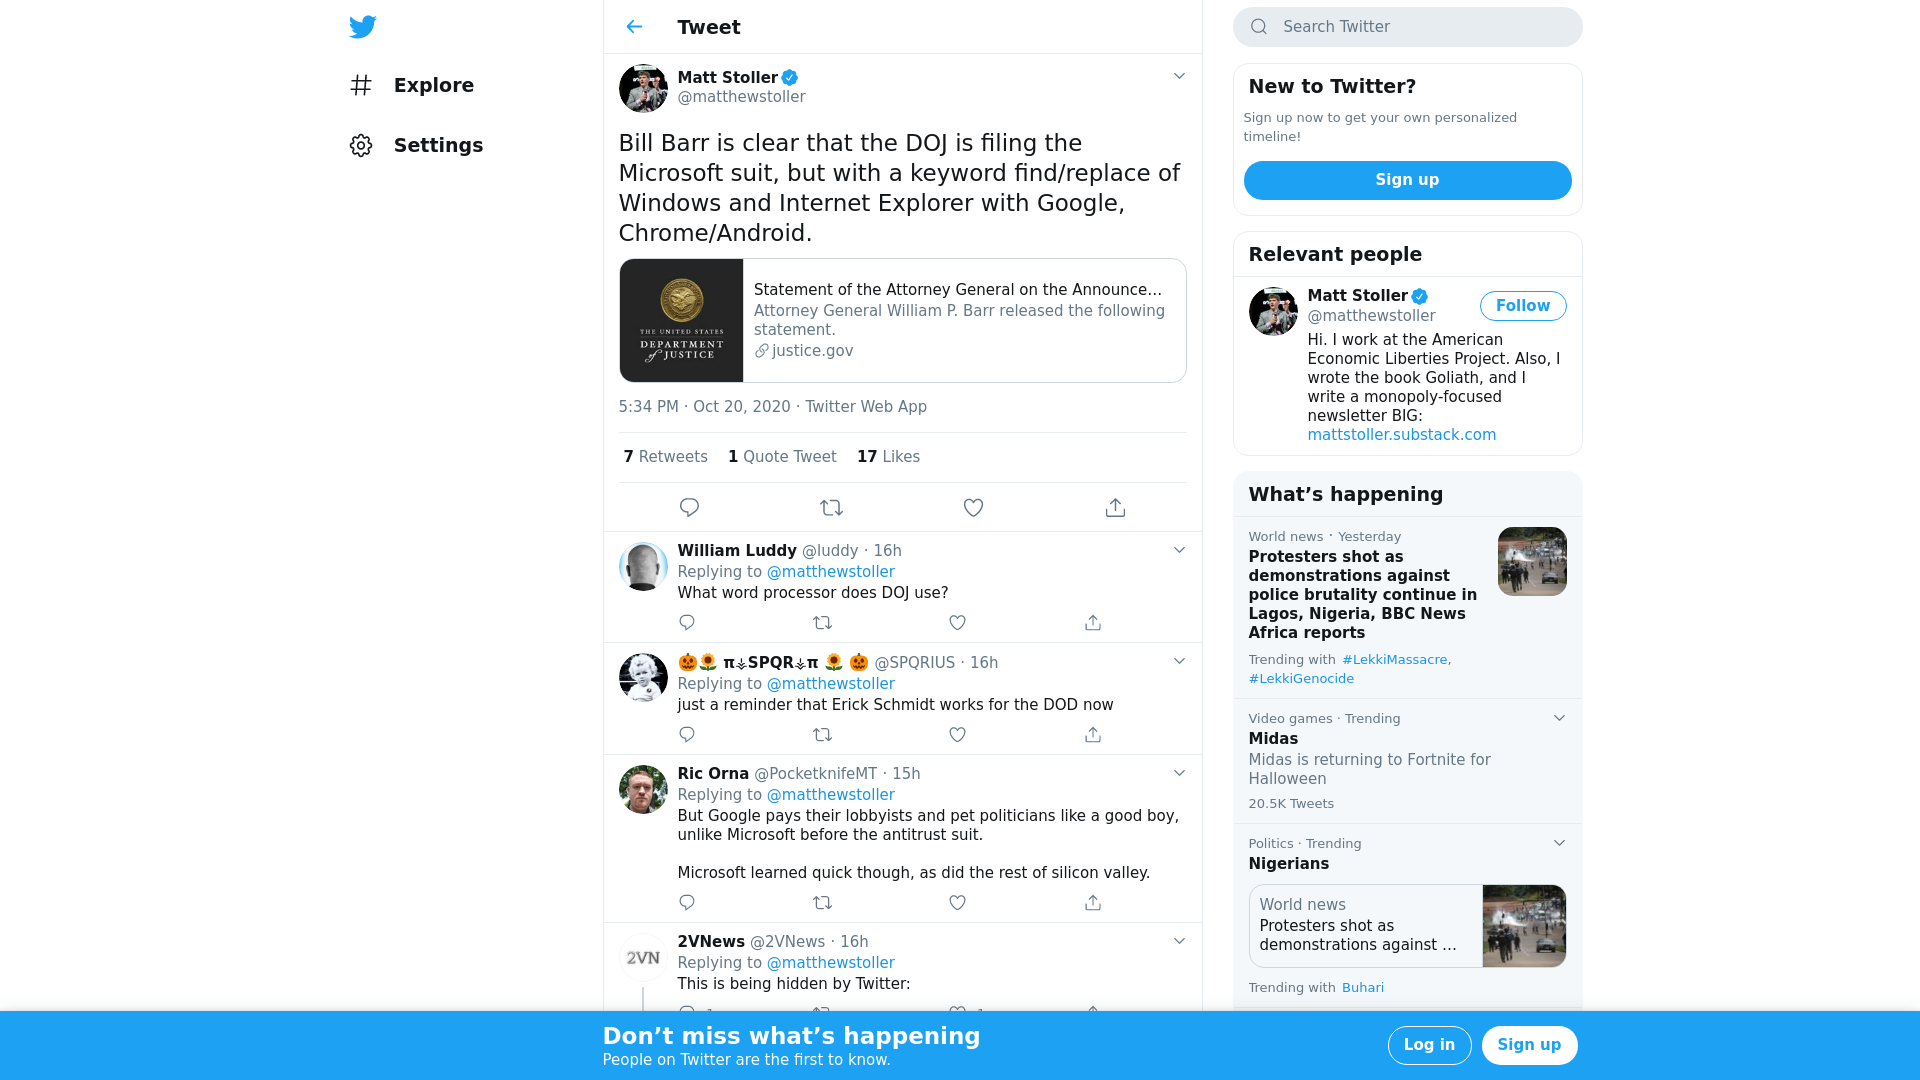 Explore
Settings
Tweet
Matt Stoller
@matthewstoller
Bill Barr is clear that the DOJ is filing the
Microsoft suit, but with a keyword find/replace of
Windows and Internet Explorer with Google,
Chrome/Android.
THE UNITED STATES
DEPARTMENT
of JUSTICE
Statement of the Attorney General on the Announce...
Attorney General William P. Barr released the following
statement.
justice.gov
5:34 PM · Oct 20, 2020 · Twitter Web App
7 Retweets 1 Quote Tweet 17 Likes
William Luddy @luddy · 16h
Replying to @matthewstoller
What word processor does DOJ use?
🎃🌻 π⚶SPQR⚶π 🌻 🎃 @SPQRIUS · 16h
Replying to @matthewstoller
just a reminder that Erick Schmidt works for the DOD now
Ric Orna @PocketknifeMT · 15h
Replying to @matthewstoller
But Google pays their lobbyists and pet politicians like a good boy,
unlike Microsoft before the antitrust suit.
Microsoft learned quick though, as did the rest of silicon valley.
2VN
2VNews @2VNews · 16h
Replying to @matthewstoller
This is being hidden by Twitter:
Search Twitter
New to Twitter?
Sign up now to get your own personalized
timeline!
Sign up
Relevant people
Matt Stoller
@matthewstoller
Follow
Hi. I work at the American
Economic Liberties Project. Also, I
wrote the book Goliath, and I
write a monopoly-focused
newsletter BIG:
mattstoller.substack.com
What's happening
World news · Yesterday
Protesters shot as
demonstrations against
police brutality continue in
Lagos, Nigeria, BBC News
Africa reports
Trending with #LekkiMassacre,
#LekkiGenocide
Video games · Trending
Midas
Midas is returning to Fortnite for
Halloween
20.5K Tweets
Politics · Trending
Nigerians
World news
Protesters shot as
demonstrations against ...
Trending with Buhari
Don't miss what's happening
People on Twitter are the first to know.
Log in
Sign up